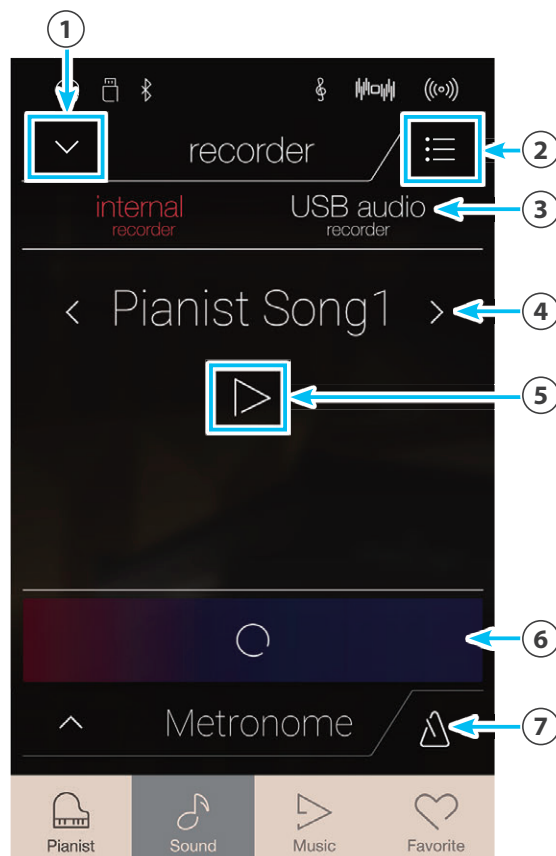 1
recorder
2
internal
recorder
USB audio
recorder
3
Pianist Song1
4
5
6
Metronome
7
Pianist
Sound
Music
Favorite